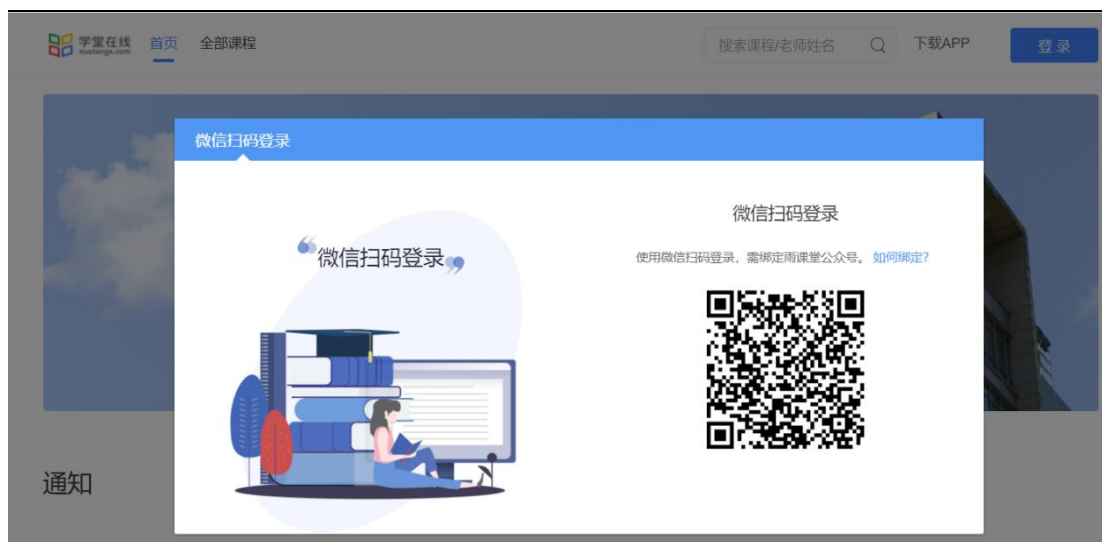 学堂在线
xuetangx.com
首页
全部课程
搜索课程/老师姓名
下载APP
登录
微信扫码登录
“微信扫码登录”
微信扫码登录
使用微信扫码登录，需绑定雨课堂公众号。如何绑定？
通知